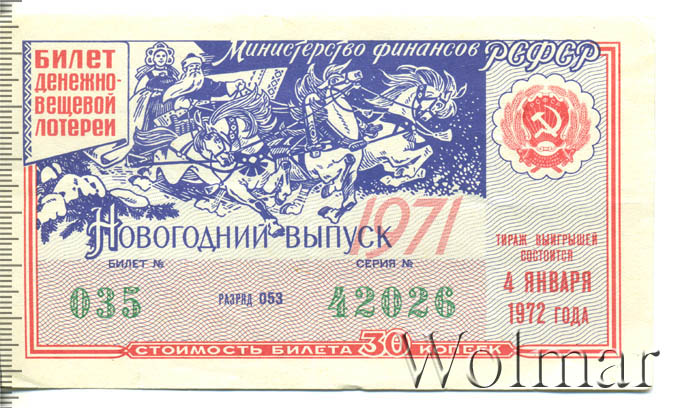 БИЛЕТ
ДЕНЕЖНО-
ВЕЩЕВОЙ
ЛОТЕРЕИ
Министерство финансов РСФСР
1971
Новогодний выпуск
БИЛЕТ № СЕРИЯ №
035 РАЗРЯД 053 42026
ТИРАЖ ВЫИГРЫШЕЙ
СОСТОИТСЯ
4 ЯНВАРЯ
1972 ГОДА
СТОИМОСТЬ БИЛЕТА 30 КОПЕЕК
Wolmar